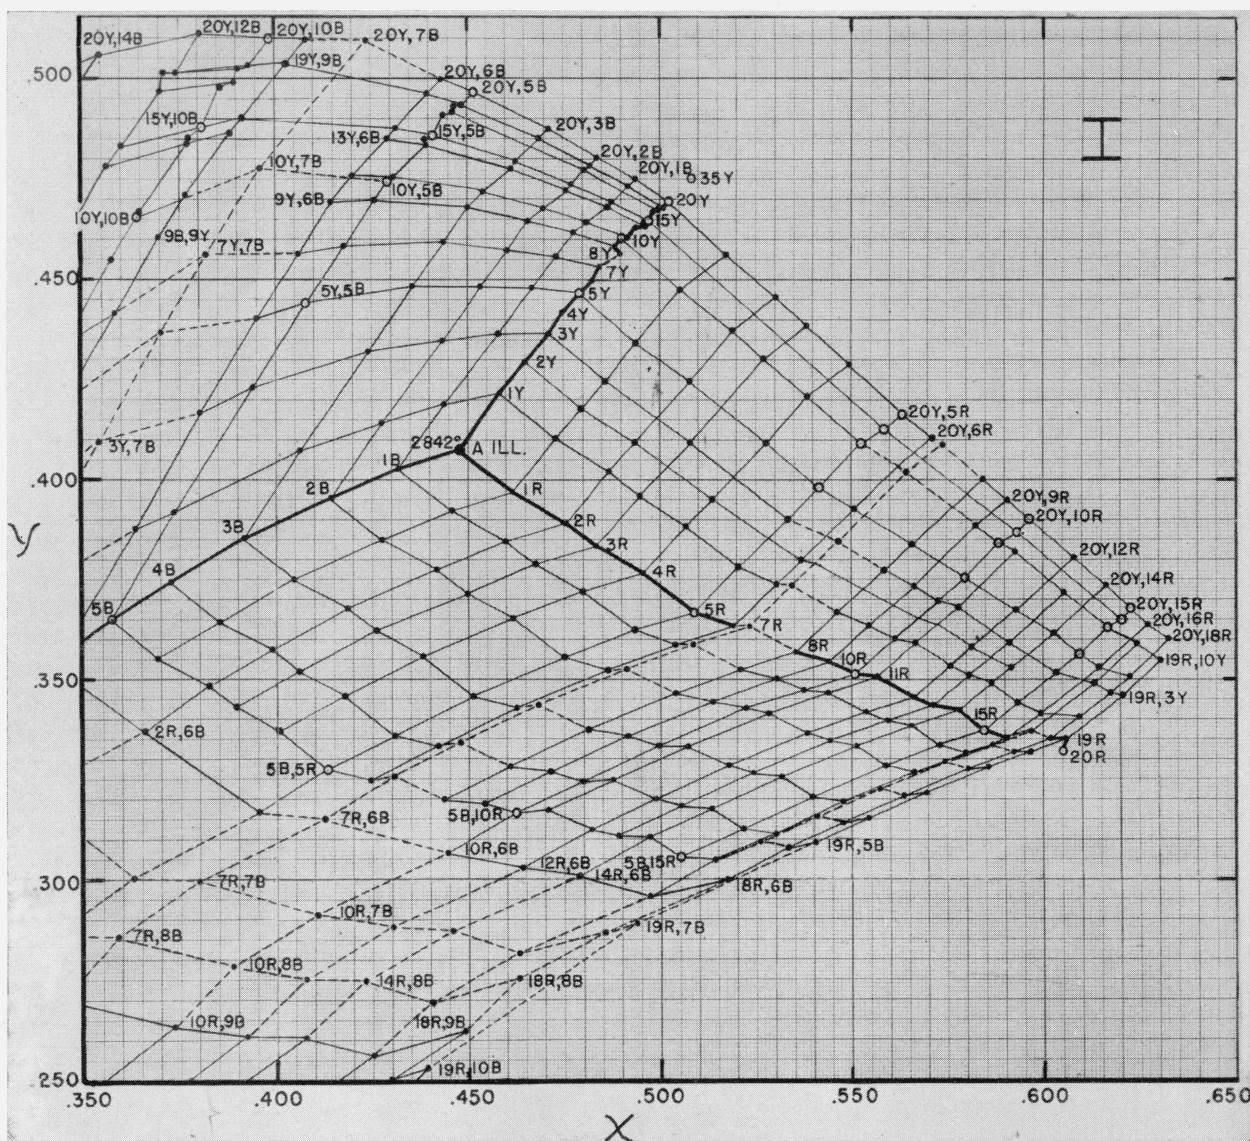 20Y,14B
20Y,12B
20Y,10B
20Y,7B
I
.500
19Y,9B
20Y,6B
20Y,5B
15Y,10B
13Y,6B
15Y,5B
20Y,3B
20Y,2B
20Y,1B
35Y
10Y,7B
10Y,5B
10Y,10B
9Y,6B
20Y
15Y
9B,9Y
7Y,7B
10Y
8Y
.450
7Y
5Y,5B
5Y
4Y
3Y
2Y
1Y
20Y,5R
20Y,6R
3Y,7B
2842°
A ILL.
1B
.400
2B
1R
20Y,9R
20Y,10R
3B
2R
3R
4B
4R
20Y,12R
20Y,14R
5B
5R
7R
20Y,15R
20Y,16R
20Y,18R
8R
10R
11R
19R,10Y
.350
2R,6B
15R
19R,3Y
19R
20R
5B,5R
7R,6B
5B,10R
10R,6B
12R,6B
14R,6B
5B,15R
19R,5B
.300
7R,7B
18R,6B
10R,7B
19R,7B
7R,8B
10R,8B
14R,8B
18R,8B
10R,9B
18R,9B
19R,10B
.250
.350
.400
.450
.500
.550
.600
.650
y
x